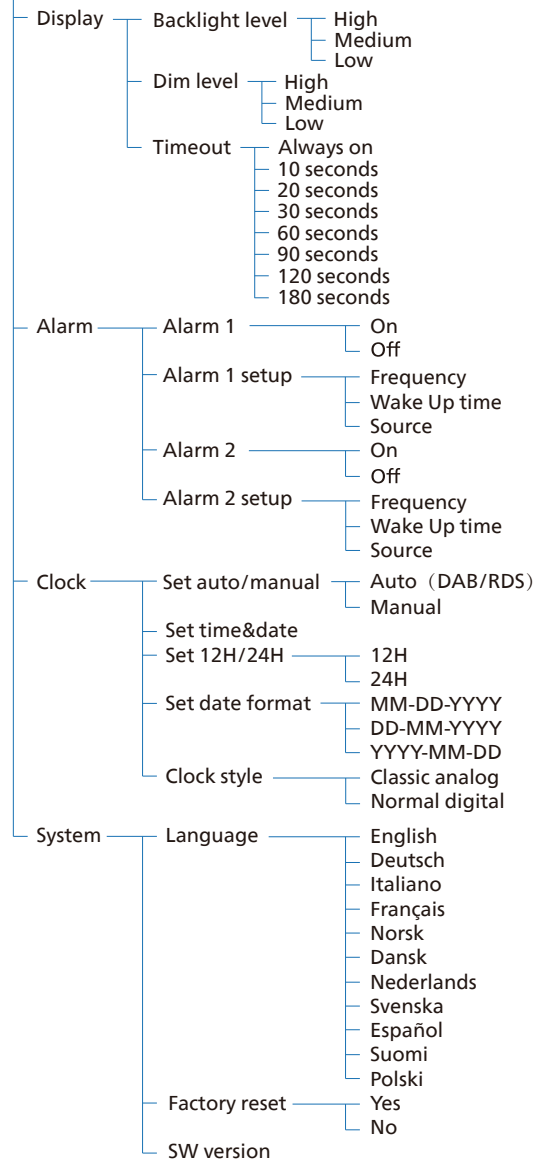 Display Backlight level High
Medium
Low
Dim level High
Medium
Low
Timeout Always on
10 seconds
20 seconds
30 seconds
60 seconds
90 seconds
120 seconds
180 seconds
Alarm Alarm 1 On
Off
Alarm 1 setup Frequency
Wake Up time
Source
Alarm 2 On
Off
Alarm 2 setup Frequency
Wake Up time
Source
Clock Set auto/manual Auto（DAB/RDS）
Manual
Set time&date
Set 12H/24H 12H
24H
Set date format MM-DD-YYYY
DD-MM-YYYY
YYYY-MM-DD
Clock style Classic analog
Normal digital
System Language English
Deutsch
Italiano
Français
Norsk
Dansk
Nederlands
Svenska
Español
Suomi
Polski
Factory reset Yes
No
SW version